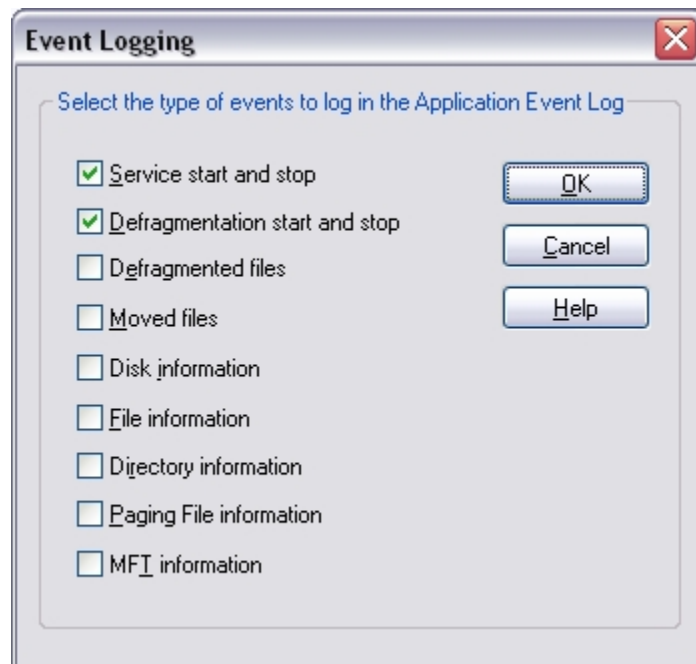 Event Logging
Select the type of events to log in the Application Event Log
Service start and stop
Defragmentation start and stop
Defragmented files
Moved files
Disk information
File information
Directory information
Paging File information
MFT information
OK
Cancel
Help